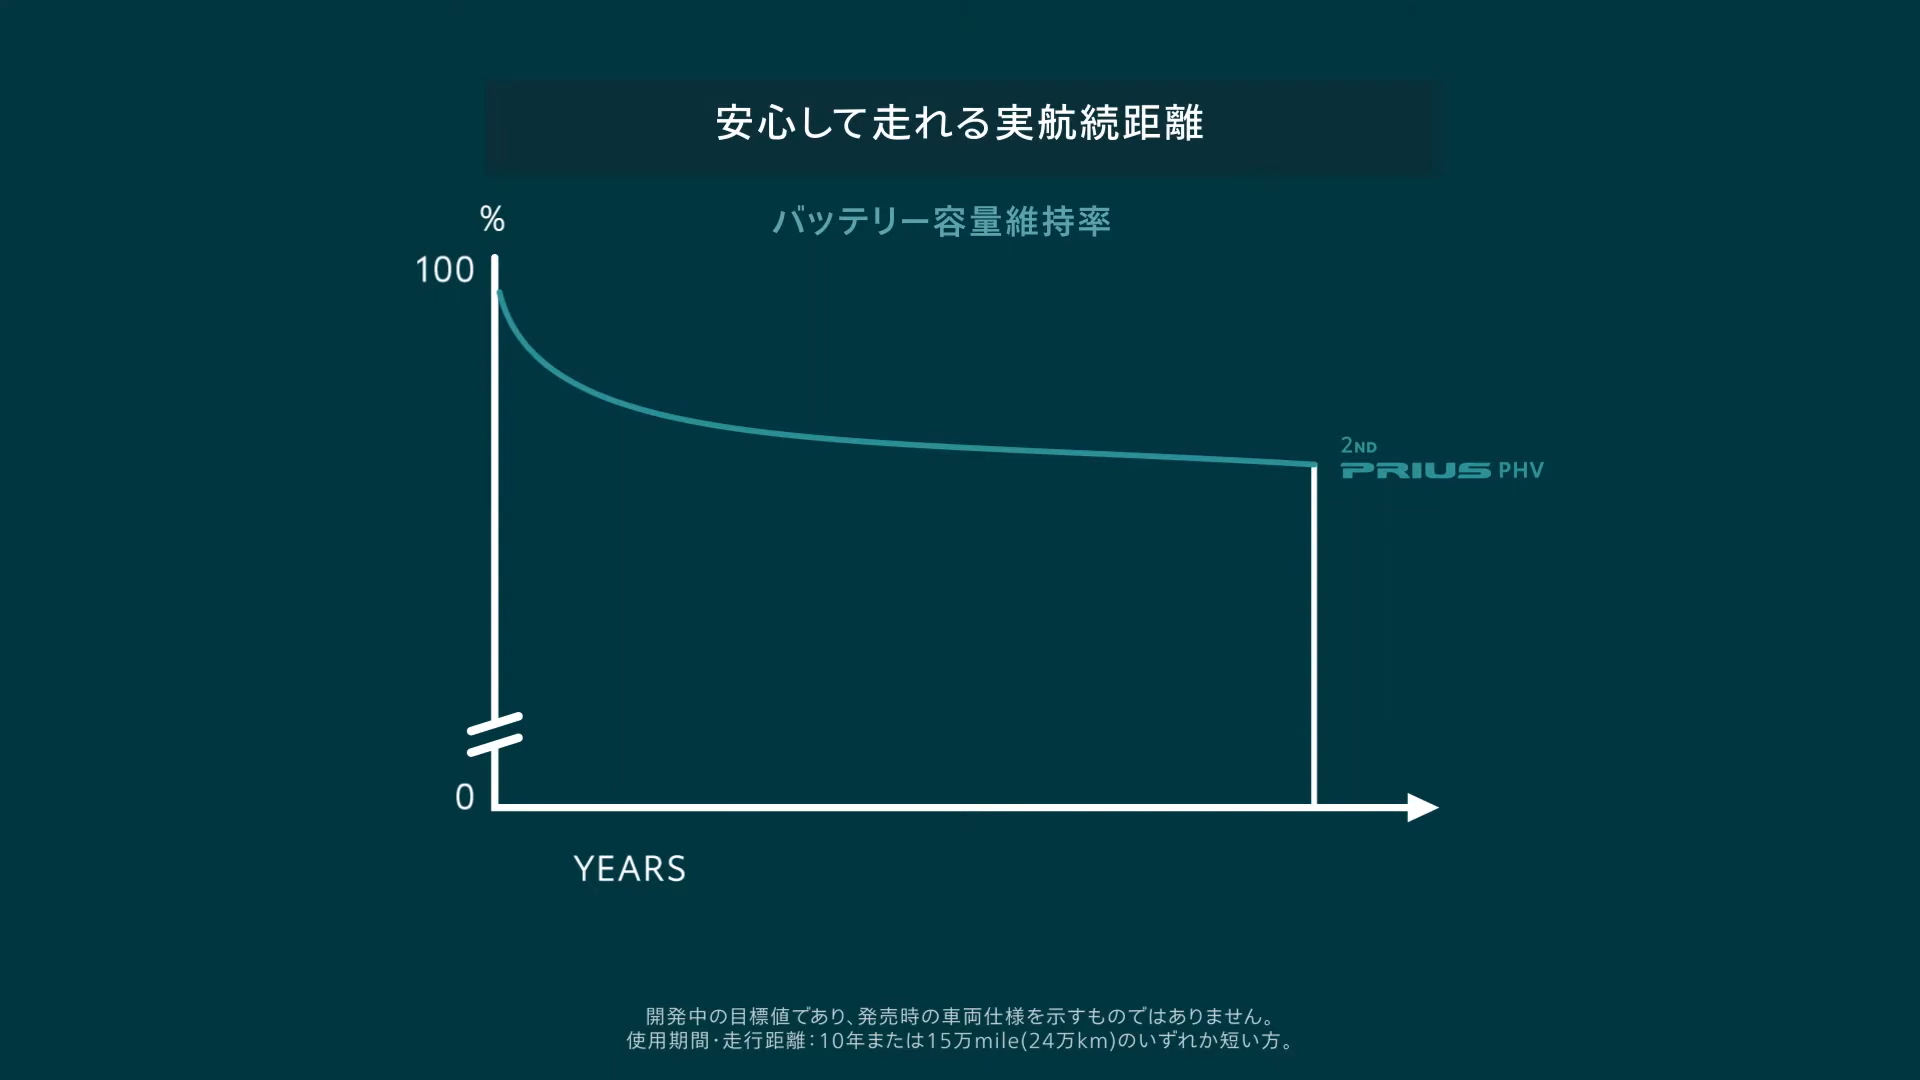 安心して走れる実航続距離
%
バッテリー容量維持率
100
2ND
PRIUS PHV
0
YEARS
開発中の目標値であり、発売時の車両仕様を示すものではありません。
使用期間・走行距離：10年または15万mile(24万km)のいずれか短い方。